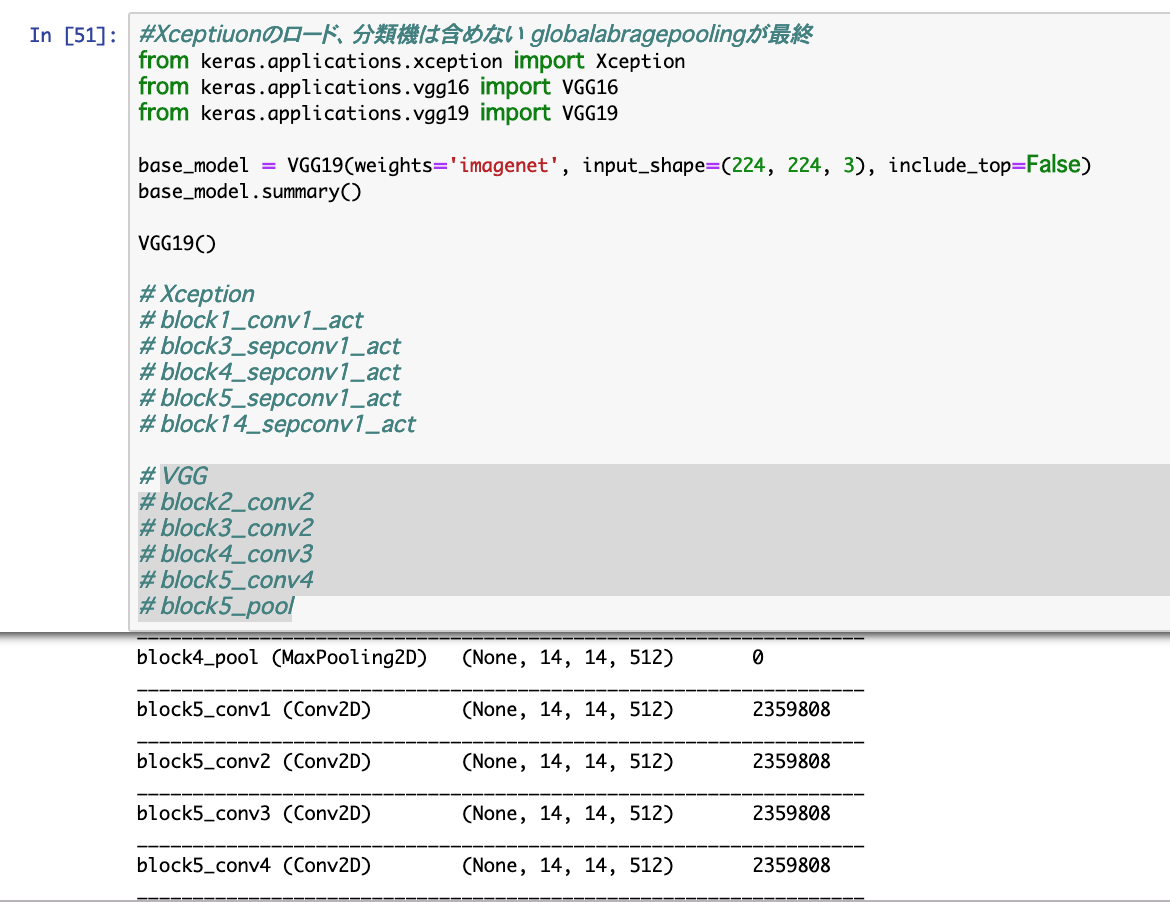 In [51]:
#Xceptiuonのロード、分類機は含めない globalabragepoolingが最終
from keras.applications.xception import Xception
from keras.applications.vgg16 import VGG16
from keras.applications.vgg19 import VGG19
base_model = VGG19(weights='imagenet', input_shape=(224, 224, 3), include_top=False)
base_model.summary()
VGG19()
# Xception
# block1_conv1_act
# block3_sepconv1_act
# block4_sepconv1_act
# block5_sepconv1_act
# block14_sepconv1_act
# VGG
# block2_conv2
# block3_conv2
# block4_conv3
# block5_conv4
# block5_pool
block4_pool (MaxPooling2D) (None, 14, 14, 512) 0
block5_conv1 (Conv2D) (None, 14, 14, 512) 2359808
block5_conv2 (Conv2D) (None, 14, 14, 512) 2359808
block5_conv3 (Conv2D) (None, 14, 14, 512) 2359808
block5_conv4 (Conv2D) (None, 14, 14, 512) 2359808